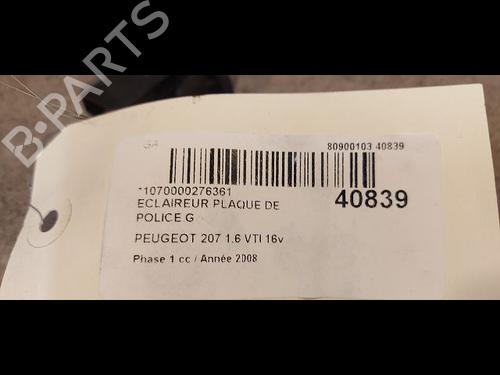 B-PARTS
GA
80900103 40839
*1070000276361
ECLAIREUR PLAQUE DE
POLICE G
40839
PEUGEOT 207 1.6 VTI 16v
Phase 1 cc / Année 2008